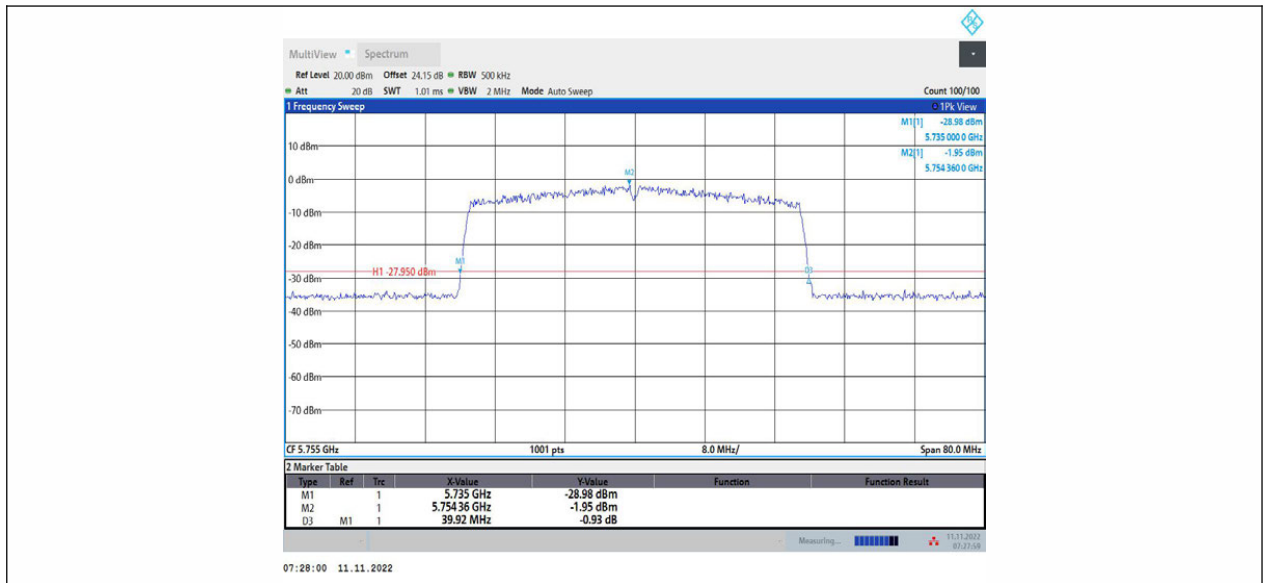 MultiView Spectrum
Ref Level 20.00 dBm Offset 24.15 dB RBW 500 kHz
Att 20 dB SWT 1.01 ms VBW 2 MHz Mode Auto Sweep Count 100/100
1 Frequency Sweep 1Pk View
M1[1] -28.98 dBm
5.735 000 0 GHz
10 dBm
M2[1] -1.95 dBm
5.754 360 0 GHz
M2
0 dBm
-10 dBm
-20 dBm
M1
H1 -27.950 dBm
D3
-30 dBm
-40 dBm
-50 dBm
-60 dBm
-70 dBm
CF 5.755 GHz 1001 pts 8.0 MHz/ Span 80.0 MHz
2 Marker Table
Type Ref Trc X-Value Y-Value Function Function Result
M1 1 5.735 GHz -28.98 dBm
M2 1 5.754 36 GHz -1.95 dBm
D3 M1 1 39.92 MHz -0.93 dB
Measuring... 11.11.2022
07:27:59
07:28:00 11.11.2022